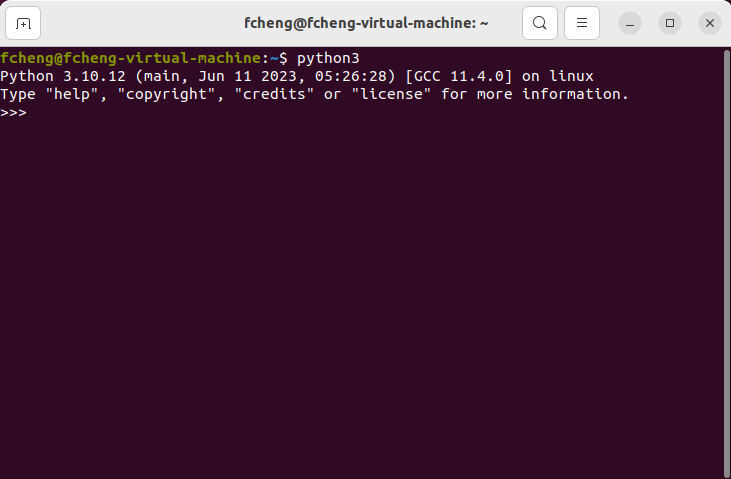 fcheng@fcheng-virtual-machine: ~
fcheng@fcheng-virtual-machine:~$ python3
Python 3.10.12 (main, Jun 11 2023, 05:26:28) [GCC 11.4.0] on linux
Type "help", "copyright", "credits" or "license" for more information.
>>>